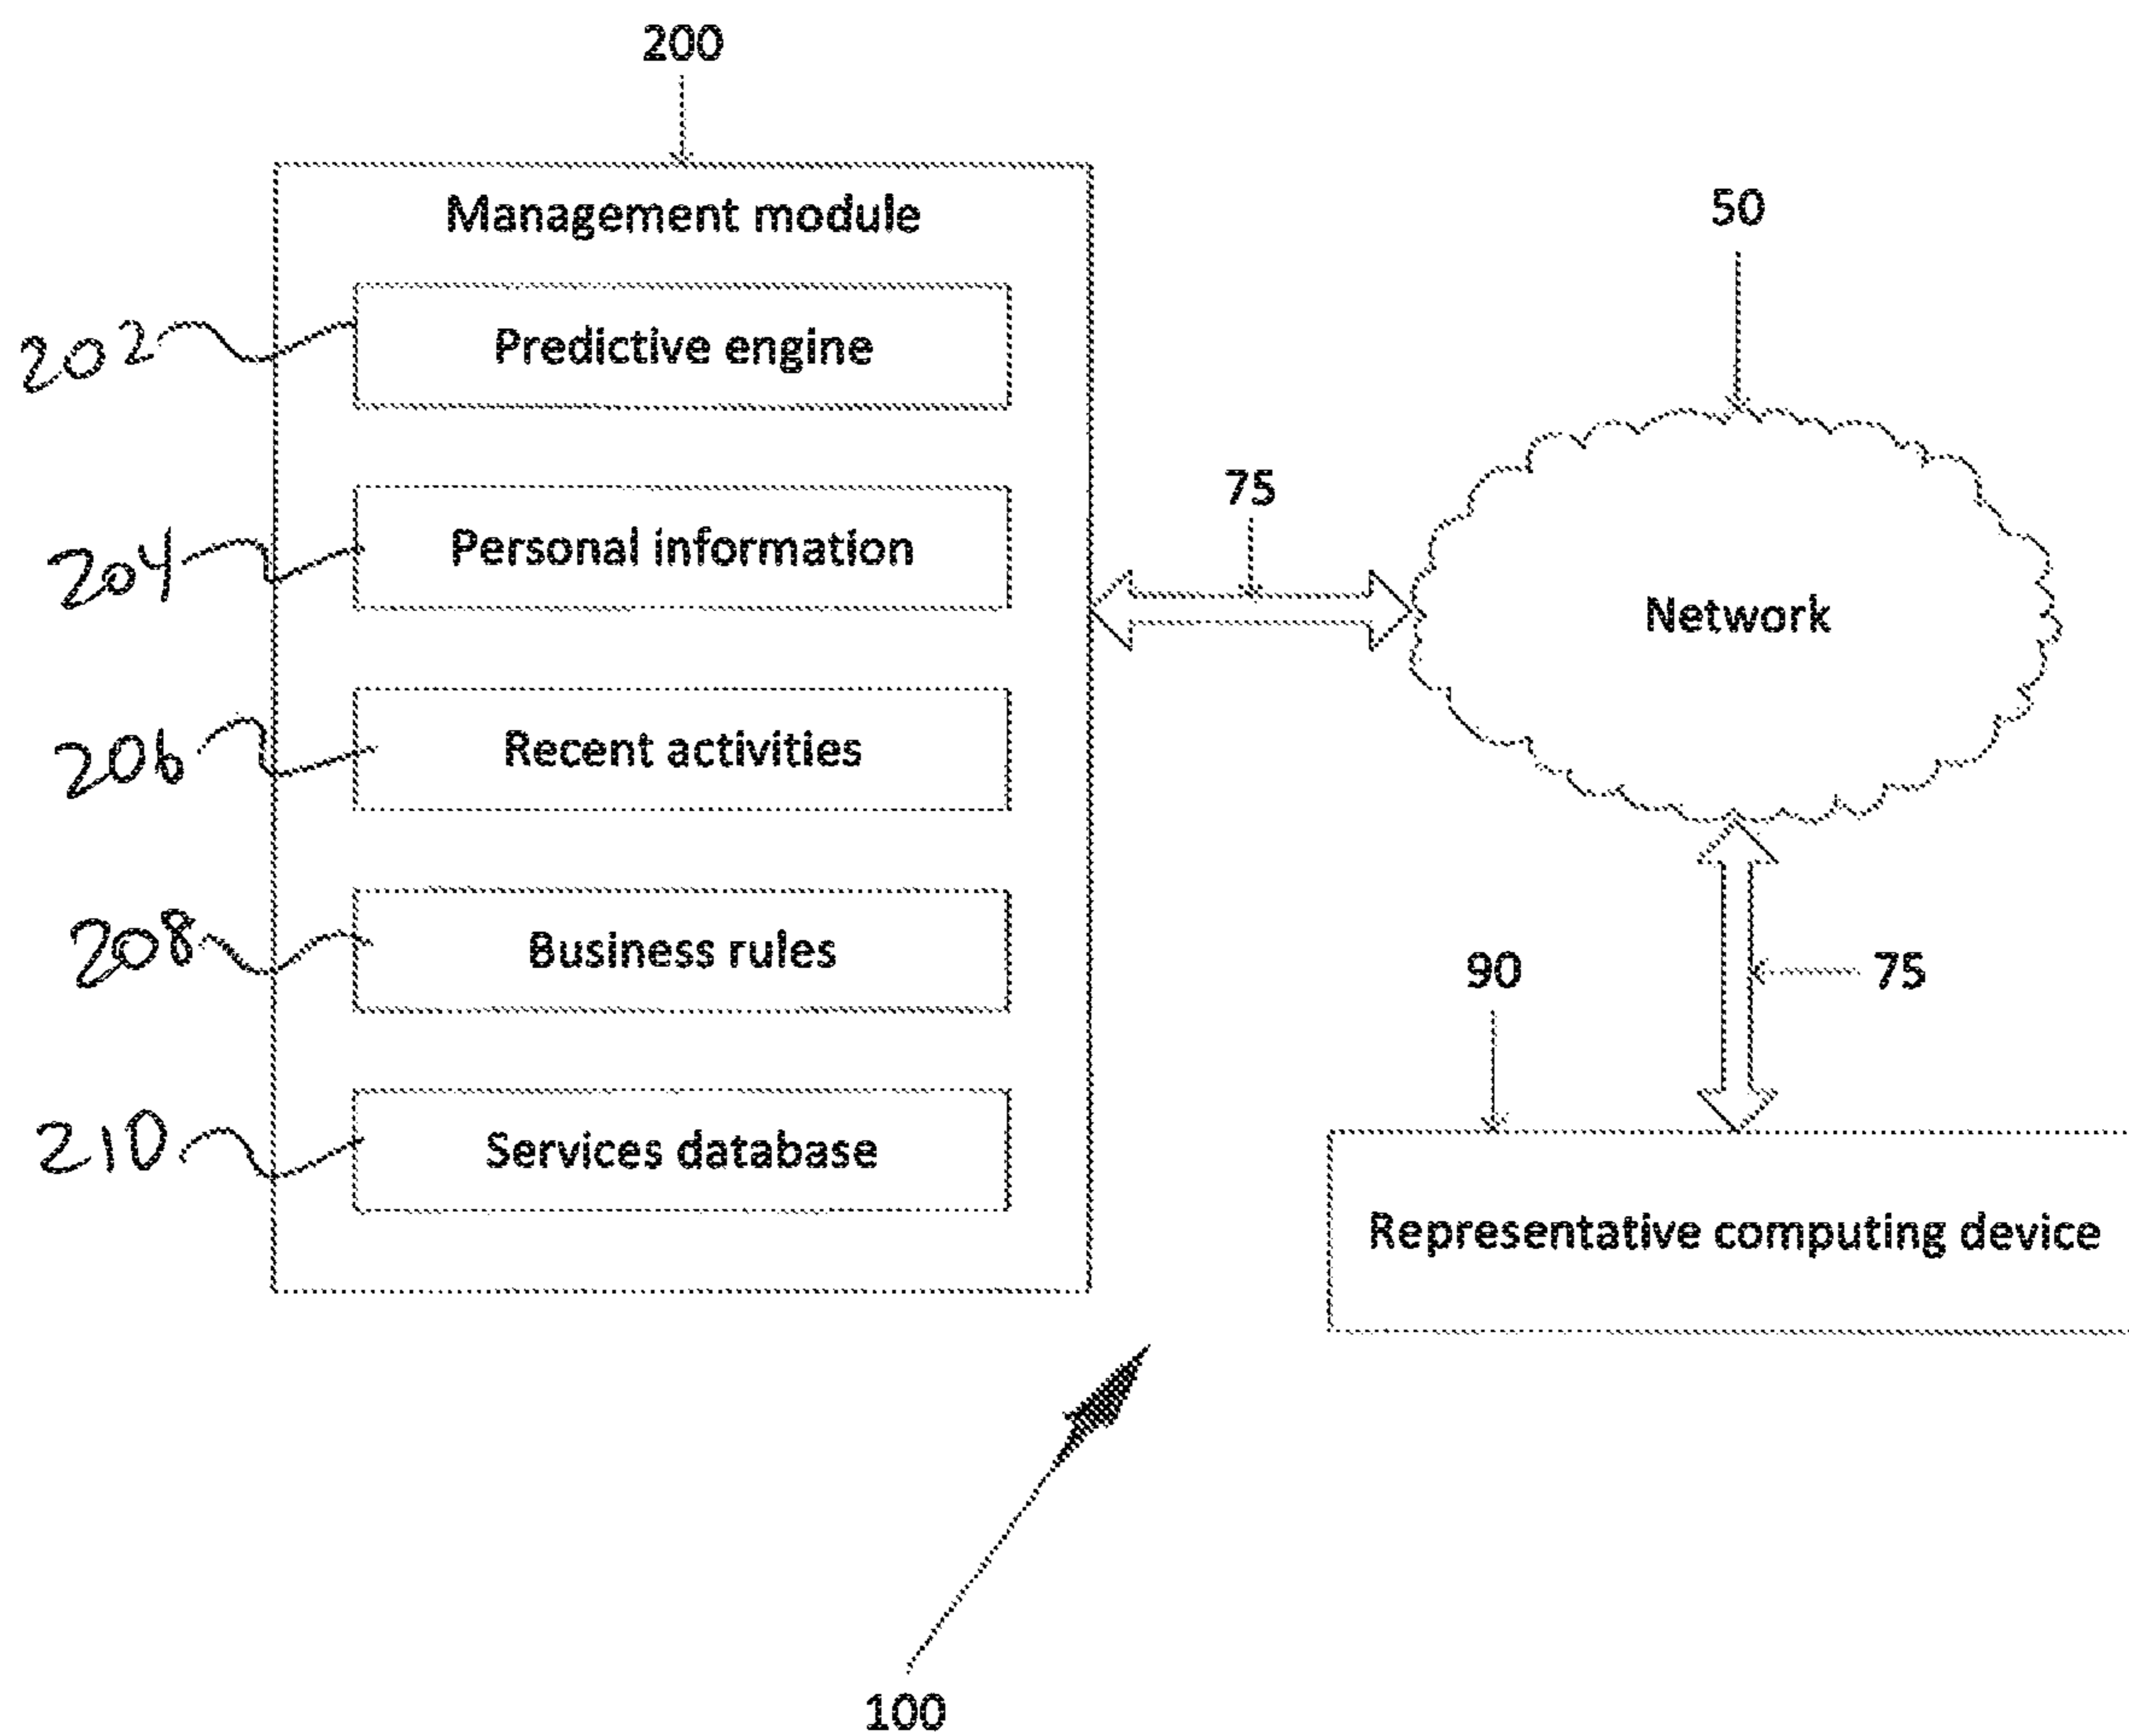 200
Management module
50
202
Predictive engine
75
204
Personal information
Network
206
Recent activities
208
Business rules
90
75
210
Services database
Representative computing device
100